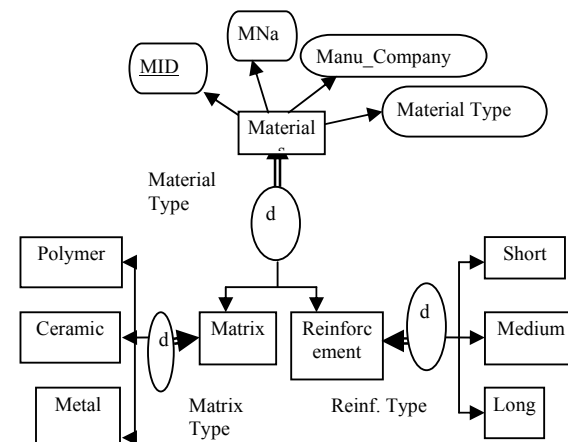 MNa
MID
Manu_Company
Material Type
Material
Material
Type
d
Polymer
Short
d
Ceramic
d
Matrix
Reinforc
ement
Medium
Metal
Matrix
Type
Reinf. Type
Long